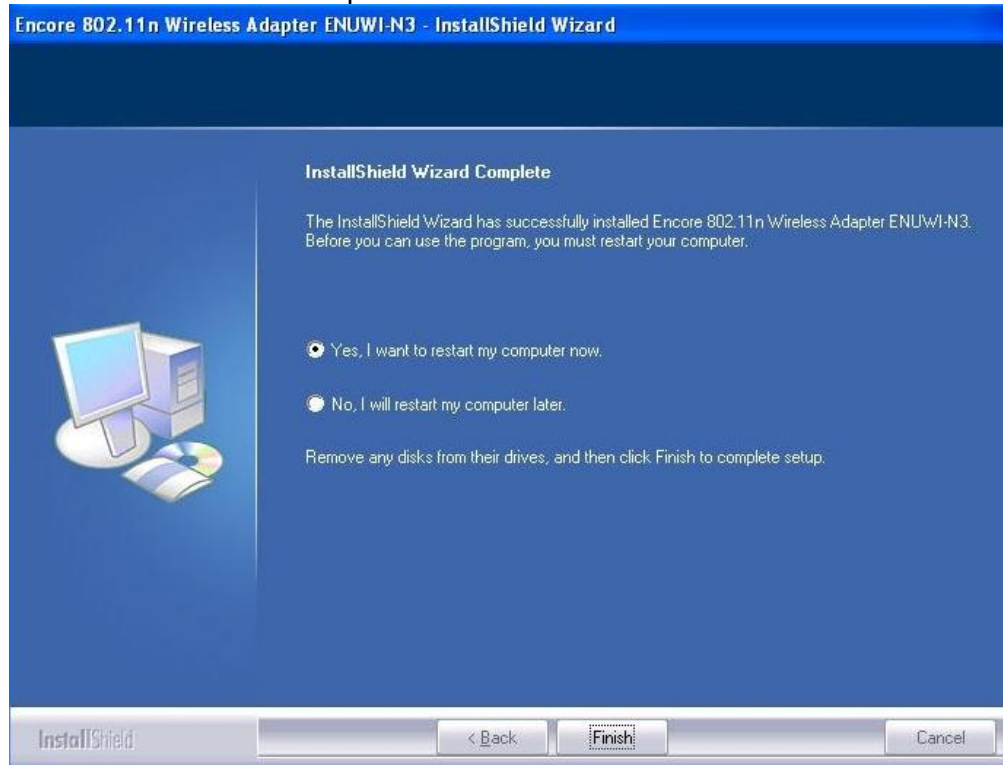 Encore 802.11n Wireless Adapter ENUWI-N3 - InstallShield Wizard
InstallShield Wizard Complete
The InstallShield Wizard has successfully installed Encore 802.11n Wireless Adapter ENUWI-N3.
Before you can use the program, you must restart your computer.
Yes, I want to restart my computer now.
No, I will restart my computer later.
Remove any disks from their drives, and then click Finish to complete setup.
InstallShield
< Back
Finish
Cancel